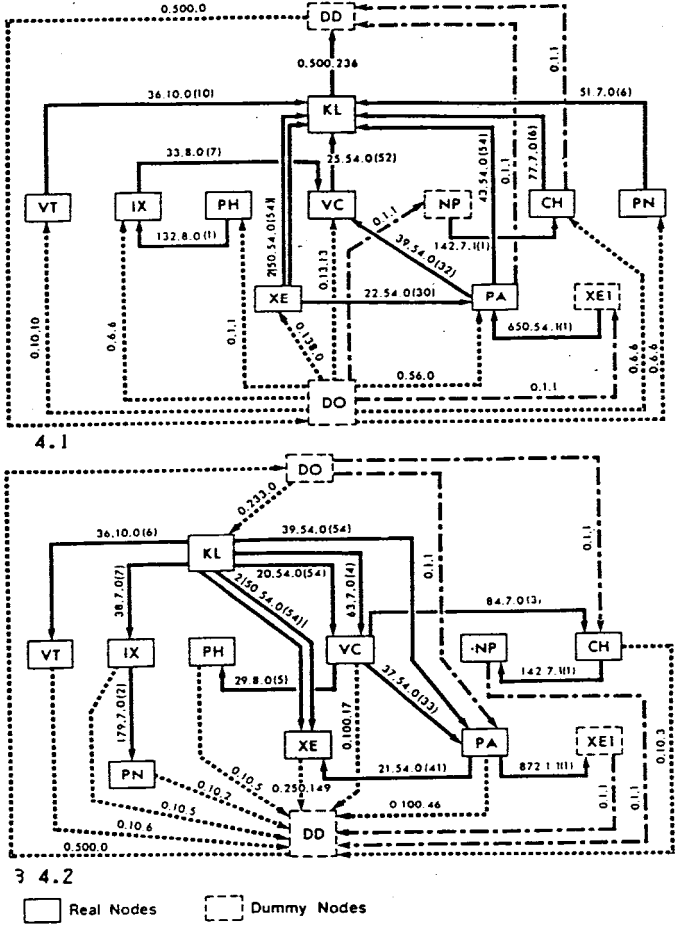 0.500.0
DD
0.500.236
0.1.1
36.10.0(10)
51.7.0(6)
KL
33.8.0(7)
25.54.0(52)
43.54.0(54)
0.1.1
77.7.0(6)
VT
IX
PH
VC
0.1.1
NP
CH
PN
132.8.0(1)
142.7.1(1)
2(50.54.0(54))
0.13.13
39.54.0(32)
XE
22.54.0(30)
PA
XE1
650.54.1(1)
0.10.10
0.6.6
0.1.1
0.138.0
0.56.0
0.1.1
0.6.6
0.6.6
DO
4.1
DO
0.233.0
36.10.0(6)
39.54.0(54)
KL
20.54.0(54)
38.7.0(7)
2(50.54.0(54))
63.7.0(4)
0.1.1
0.1.1
84.7.0(3)
VT
IX
PH
VC
NP
CH
142.7.1(1)
29.8.0(5)
179.7.0(2)
37.54.0(33)
0.100.17
XE
PA
XE1
PN
21.54.0(41)
872.1.1(1)
0.10.3
0.10.2
0.10.5
0.250.149
0.100.46
0.1.1
0.1.1
0.10.5
0.10.6
DD
0.500.0
3 4.2
Real Nodes
Dummy Nodes